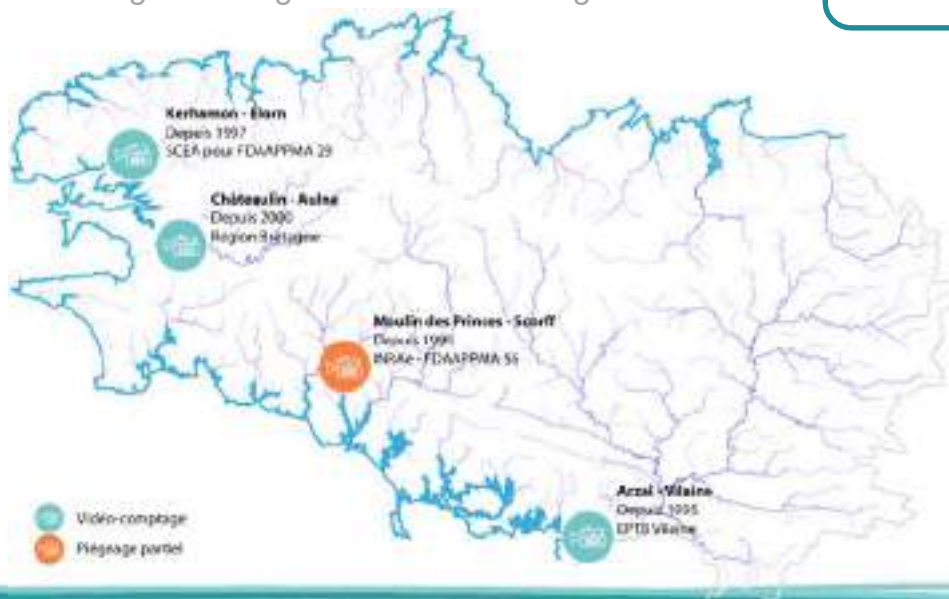 Kerhamon - Elorn
Depuis 1997
SCEA pour FDAAPPMA 29
Châteaulin - Aulne
Depuis 2000
Région Bretagne
Moulin des Princes - Scorff
Depuis
INRAe - FDAAPPMA 56
Arzal - Vilaine
Depuis 1995
EPTB Vilaine
Vidéo-comptage
Piégeage partiel